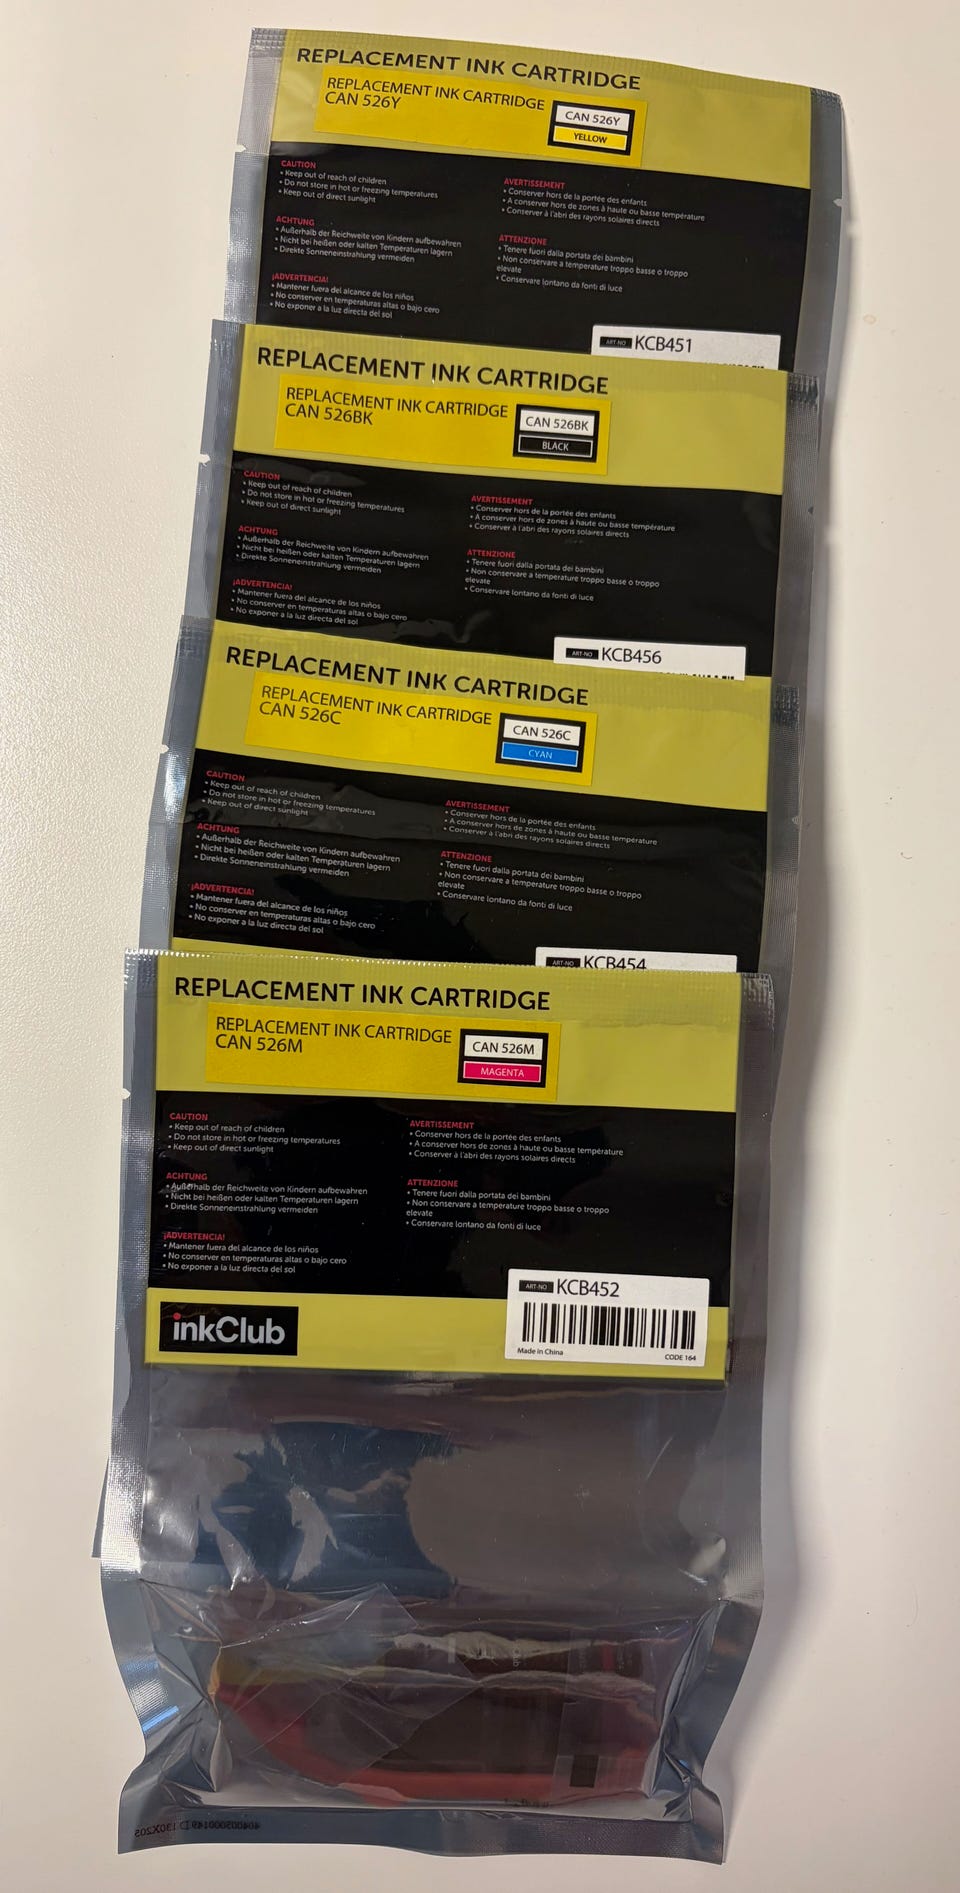 REPLACEMENT INK CARTRIDGE
REPLACEMENT INK CARTRIDGE
CAN 526Y
CAN 526Y
YELLOW
CAUTION
• Keep out of reach of children
• Do not store in hot or freezing temperatures
• Keep out of direct sunlight
ACHTUNG
• Außerhalb der Reichweite von Kindern aufbewahren
• Nicht bei heißen oder kalten Temperaturen lagern
• Direkte Sonneneinstrahlung vermeiden
¡ADVERTENCIA!
• Mantener fuera del alcance de los niños
• No conserver en temperaturas altas o bajo cero
• No exponer a la luz directa del sol
AVERTISSEMENT
• Conserver hors de la portée des enfants
• A conserver hors de zones à haute ou basse température
• Conserver à l'abri des rayons solaires directs
ATTENZIONE
• Tenere fuori dalla portata dei bambini
• Non conservare a temperature troppo basse o troppo
elevate
• Conservare lontano da fonti di luce
ART-NO KCB451
REPLACEMENT INK CARTRIDGE
REPLACEMENT INK CARTRIDGE
CAN 526BK
CAN 526BK
BLACK
CAUTION
• Keep out of reach of children
• Do not store in hot or freezing temperatures
• Keep out of direct sunlight
ACHTUNG
• Außerhalb der Reichweite von Kindern aufbewahren
• Nicht bei heißen oder kalten Temperaturen lagern
• Direkte Sonneneinstrahlung vermeiden
¡ADVERTENCIA!
• Mantener fuera del alcance de los niños
• No conserver en temperaturas altas o bajo cero
• No exponer a la luz directa del sol
AVERTISSEMENT
• Conserver hors de la portée des enfants
• A conserver hors de zones à haute ou basse température
• Conserver à l'abri des rayons solaires directs
ATTENZIONE
• Tenere fuori dalla portata dei bambini
• Non conservare a temperature troppo basse o troppo
elevate
• Conservare lontano da fonti di luce
ART-NO KCB456
REPLACEMENT INK CARTRIDGE
REPLACEMENT INK CARTRIDGE
CAN 526C
CAN 526C
CYAN
CAUTION
• Keep out of reach of children
• Do not store in hot or freezing temperatures
• Keep out of direct sunlight
ACHTUNG
• Außerhalb der Reichweite von Kindern aufbewahren
• Nicht bei heißen oder kalten Temperaturen lagern
• Direkte Sonneneinstrahlung vermeiden
¡ADVERTENCIA!
• Mantener fuera del alcance de los niños
• No conserver en temperaturas altas o bajo cero
• No exponer a la luz directa del sol
AVERTISSEMENT
• Conserver hors de la portée des enfants
• A conserver hors de zones à haute ou basse température
• Conserver à l'abri des rayons solaires directs
ATTENZIONE
• Tenere fuori dalla portata dei bambini
• Non conservare a temperature troppo basse o troppo
elevate
• Conservare lontano da fonti di luce
ART-NO KCB454
REPLACEMENT INK CARTRIDGE
REPLACEMENT INK CARTRIDGE
CAN 526M
CAN 526M
MAGENTA
CAUTION
• Keep out of reach of children
• Do not store in hot or freezing temperatures
• Keep out of direct sunlight
ACHTUNG
• Außerhalb der Reichweite von Kindern aufbewahren
• Nicht bei heißen oder kalten Temperaturen lagern
• Direkte Sonneneinstrahlung vermeiden
¡ADVERTENCIA!
• Mantener fuera del alcance de los niños
• No conserver en temperaturas altas o bajo cero
• No exponer a la luz directa del sol
AVERTISSEMENT
• Conserver hors de la portée des enfants
• A conserver hors de zones à haute ou basse température
• Conserver à l'abri des rayons solaires directs
ATTENZIONE
• Tenere fuori dalla portata dei bambini
• Non conservare a temperature troppo basse o troppo
elevate
• Conservare lontano da fonti di luce
inkClub
ART-NO KCB452
Made in China
CODE 164